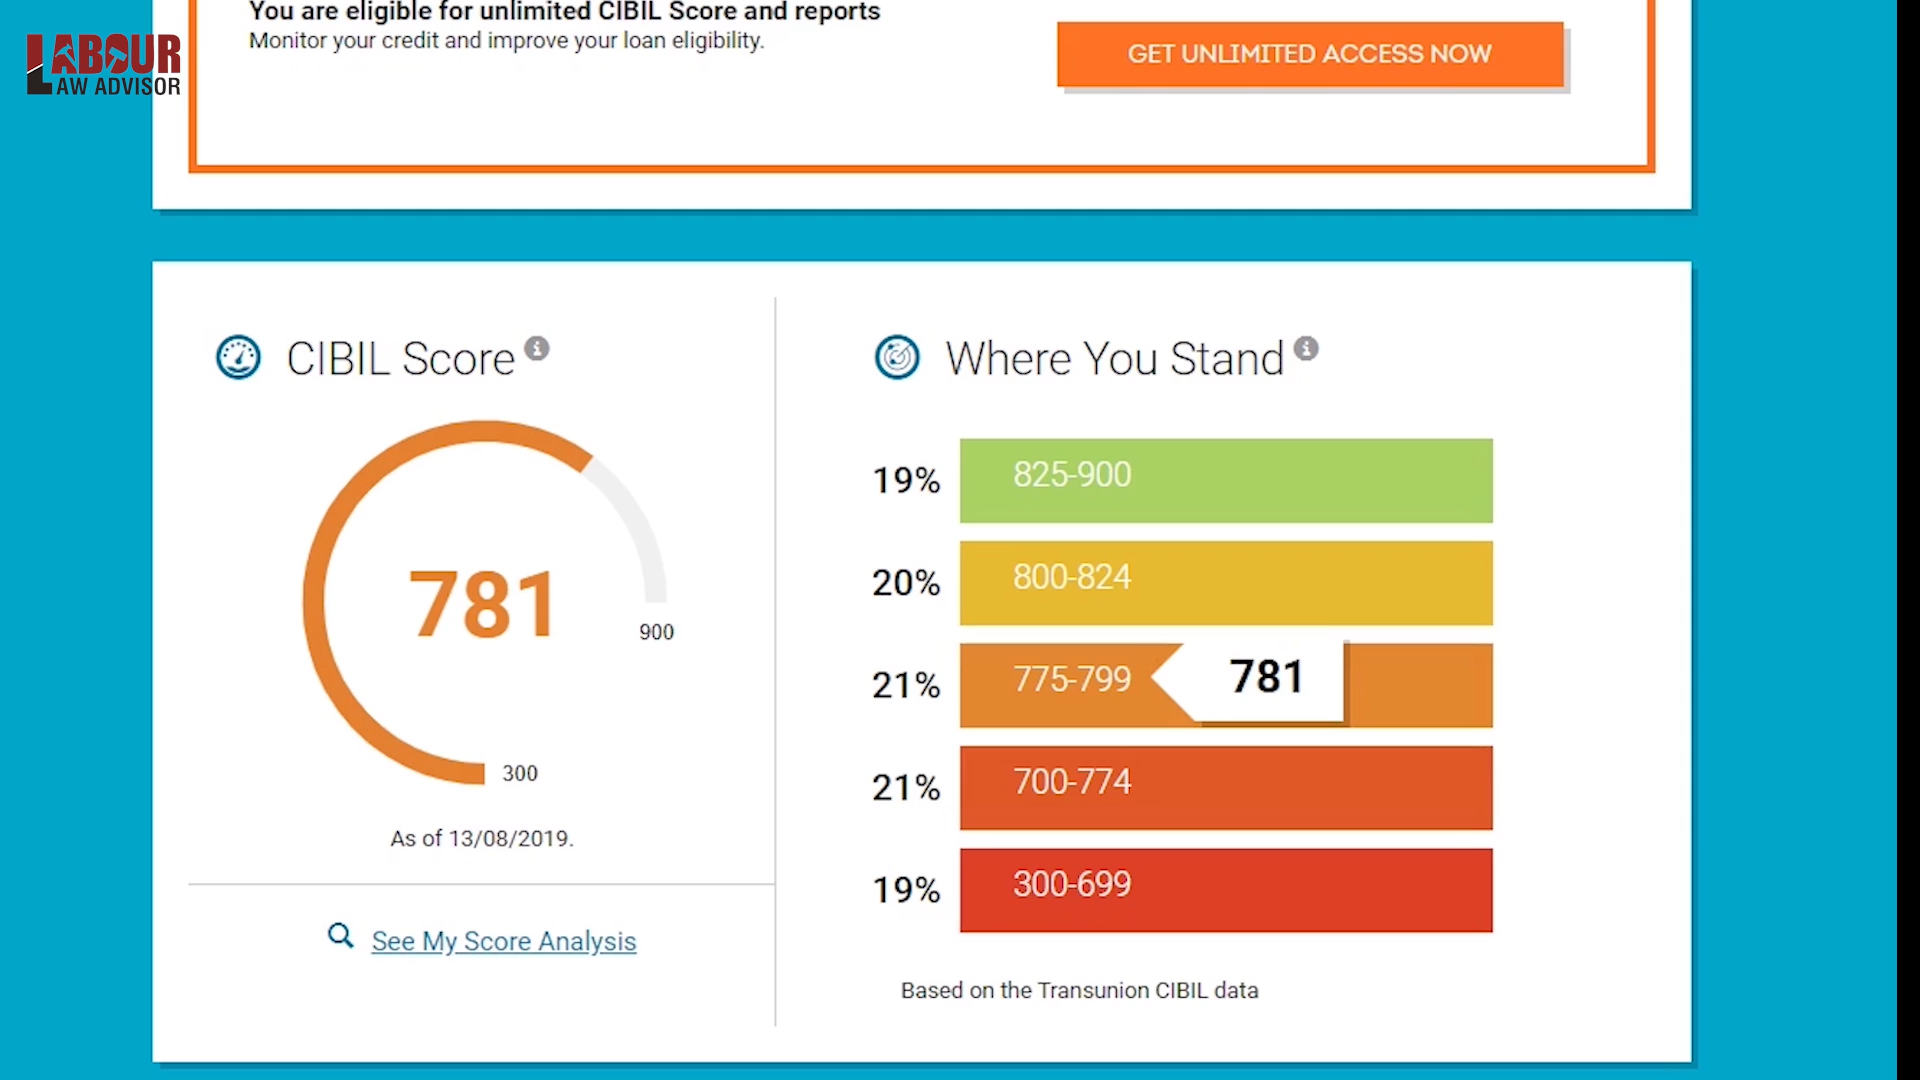 LABOUR
LAW ADVISOR
You are eligible for unlimited CIBIL Score and reports
Monitor your credit and improve your loan eligibility.
GET UNLIMITED ACCESS NOW
CIBIL Score
781
900
300
As of 13/08/2019.
See My Score Analysis
Where You Stand
19% 825-900
20% 800-824
21% 775-799 781
21% 700-774
19% 300-699
Based on the Transunion CIBIL data